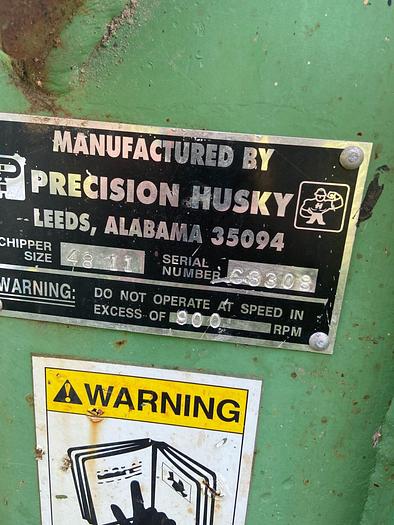 MANUFACTURED BY
PRECISION HUSKY
LEEDS, ALABAMA 35094
CHIPPER SIZE 48-11 SERIAL NUMBER C3309
WARNING: DO NOT OPERATE AT SPEED IN
EXCESS OF 900 RPM
WARNING